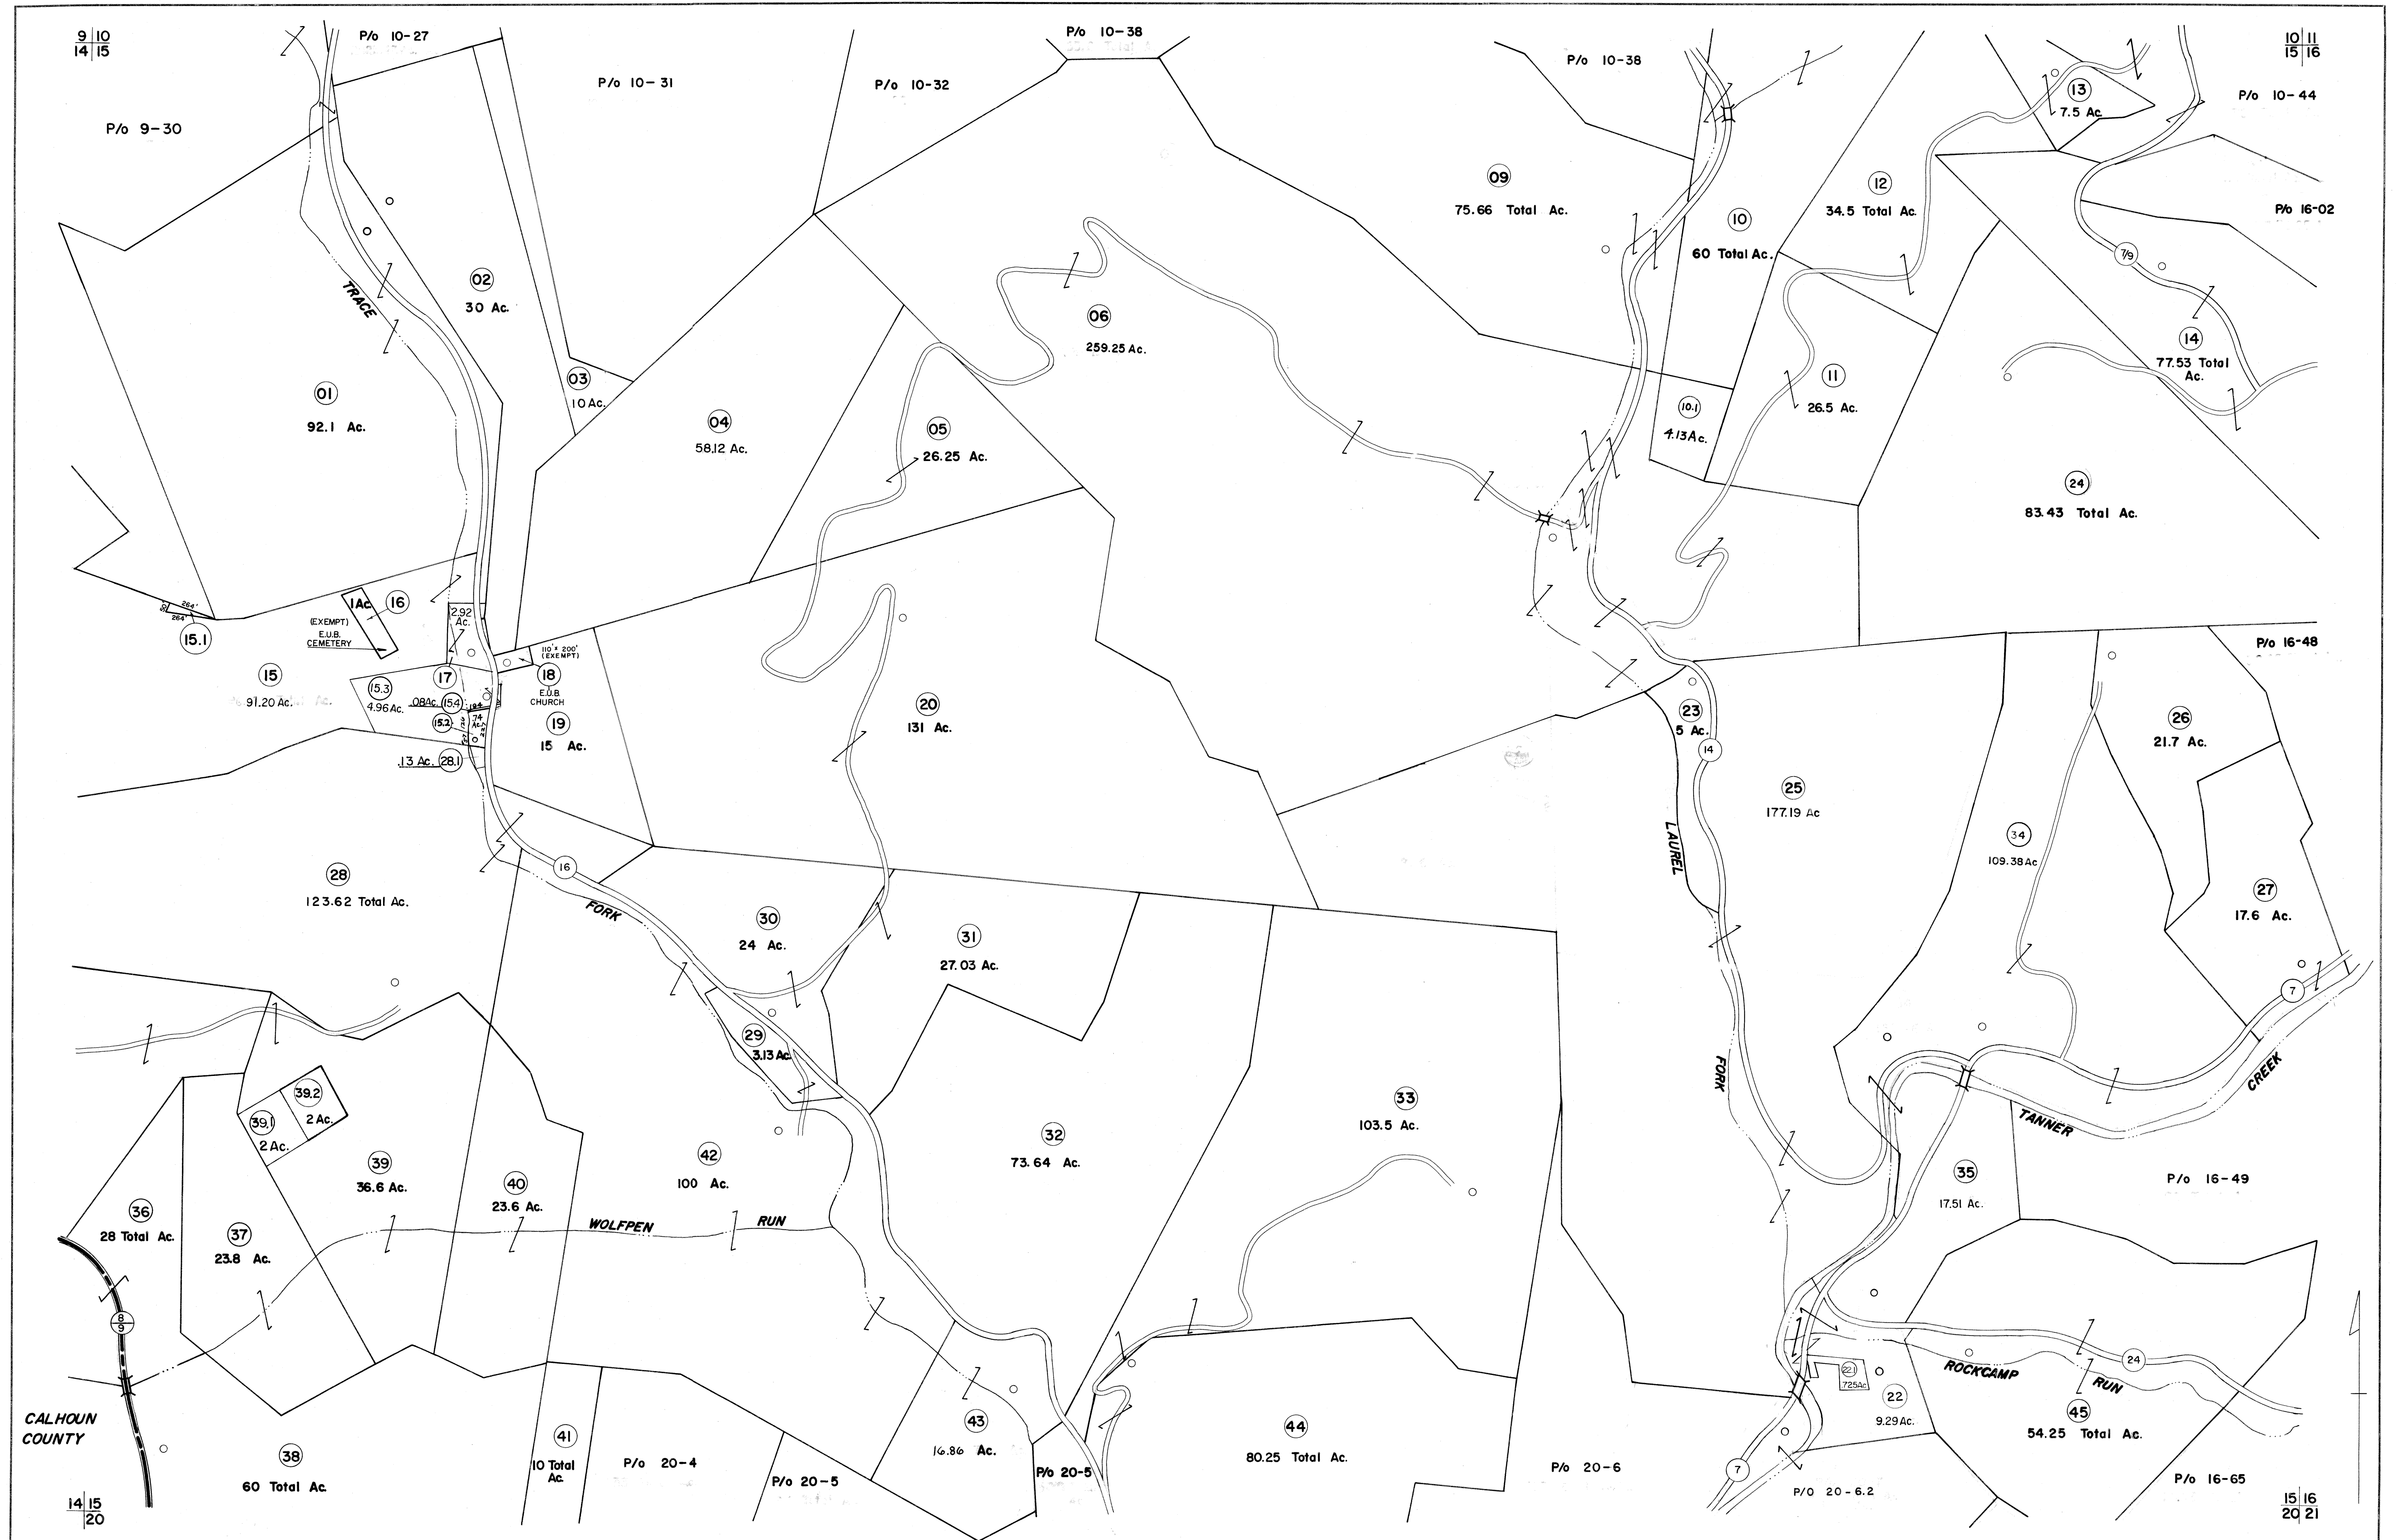 9 10
14 15
P/o 10-27
P/o 10-31
P/o 10-32
P/o 10-38
P/o 10-38
10 11
15 16
P/o 10-44
P/o 9-30
13
7.5 Ac.
09
75.66 Total Ac.
12
34.5 Total Ac.
10
60 Total Ac.
P/o 16-02
7/9
02
30 Ac.
TRACE
06
259.25 Ac.
14
77.53 Total
Ac.
01
92.1 Ac.
03
10 Ac.
04
58.12 Ac.
05
26.25 Ac.
10.1
4.13 Ac.
11
26.5 Ac.
24
83.43 Total Ac.
50
264'
264'
15.1
1 Ac.
16
(EXEMPT)
E.U.B.
CEMETERY
2.92
Ac.
17
110' x 200'
(EXEMPT)
18
E.U.B.
CHURCH
15
91.20 Ac.
15.3
4.96 Ac.
.08 Ac.
15.4
184
15.2
.74
Ac.
.13 Ac.
28.1
19
15 Ac.
20
131 Ac.
23
5 Ac.
14
P/o 16-48
26
21.7 Ac.
25
177.19 Ac
LAUREL
34
109.38 Ac
27
17.6 Ac.
28
123.62 Total Ac.
16
FORK
30
24 Ac.
31
27.03 Ac.
7
29
3.13 Ac.
39.2
2 Ac.
39.1
2 Ac.
39
36.6 Ac.
40
23.6 Ac.
42
100 Ac.
32
73.64 Ac.
33
103.5 Ac.
FORK
TANNER
CREEK
35
17.51 Ac.
P/o 16-49
36
28 Total Ac.
37
23.8 Ac.
WOLFPEN RUN
8
9
22.1
.725 Ac
22
9.29 Ac.
ROCKCAMP
RUN
24
45
54.25 Total Ac.
CALHOUN
COUNTY
38
60 Total Ac.
41
10 Total
Ac.
P/o 20-4
P/o 20-5
43
16.86 Ac.
P/o 20-5
44
80.25 Total Ac.
P/o 20-6
7
P/O 20-6.2
P/o 16-65
14 15
20
15 16
20 21